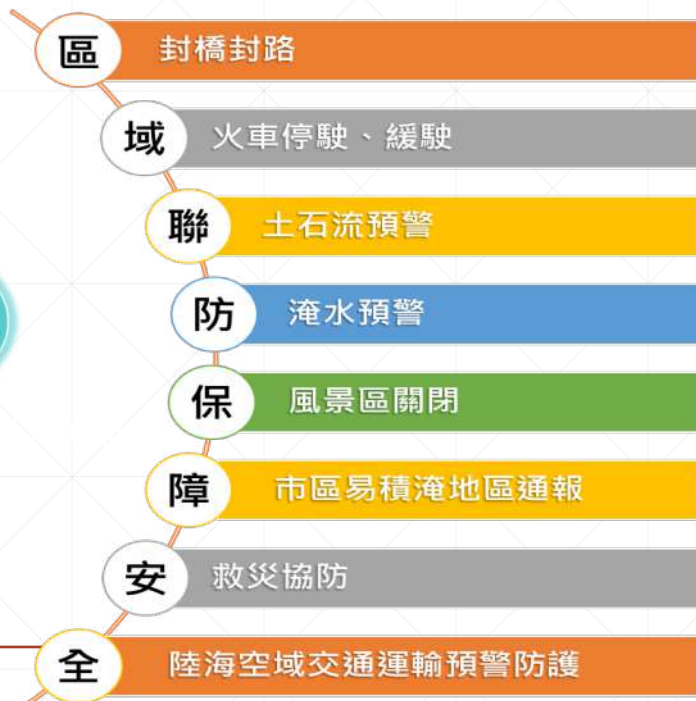 區 封橋封路
域 火車停駛、緩駛
聯 土石流預警
防 淹水預警
保 風景區關閉
障 市區易積淹地區通報
安 救災協防
全 陸海空域交通運輸預警防護